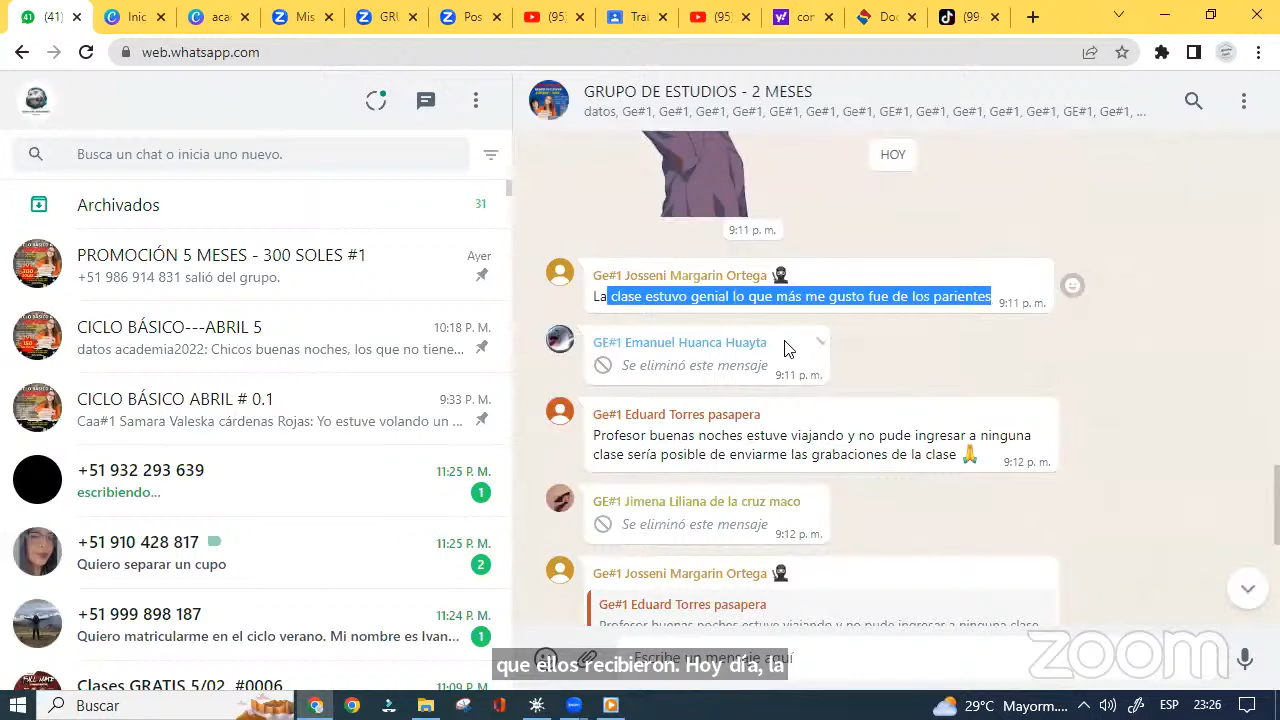 (41)
Inic
aca
Mis
GRU
Pos
(95)
Trai
(95)
con
Doc
(99
web.whatsapp.com
GRUPO DE ESTUDIOS - 2 MESES
datos, Ge#1, Ge#1, Ge#1, Ge#1, GE#1, Ge#1, Ge#1, Ge#1, GE#1, Ge#1, Ge#1, GE#1, Ge#1, ...
Busca un chat o inicia uno nuevo.
Archivados
31
PROMOCIÓN 5 MESES - 300 SOLES #1
Ayer
+51 986 914 831 salió del grupo.
CICLO BÁSICO---ABRIL 5
10:18 P. M.
datos academia2022: Chicos buenas noches, los que no tiene...
CICLO BÁSICO ABRIL # 0.1
9:33 P. M.
Caa#1 Samara Valeska cárdenas Rojas: Yo estuve volando un ...
+51 932 293 639
11:25 P. M.
escribiendo...
1
+51 910 428 817
11:25 P. M.
Quiero separar un cupo
2
+51 999 898 187
11:24 P. M.
Quiero matricularme en el ciclo verano. Mi nombre es Ivan...
1
Clases GRATIS 5/02 #0006
11:09 P. M.
HOY
9:11 p. m.
Ge#1 Josseni Margarin Ortega
La clase estuvo genial lo que más me gusto fue de los parientes
9:11 p. m.
GE#1 Emanuel Huanca Huayta
Se eliminó este mensaje
9:11 p. m.
Ge#1 Eduard Torres pasapera
Profesor buenas noches estuve viajando y no pude ingresar a ninguna
clase sería posible de enviarme las grabaciones de la clase
9:12 p. m.
GE#1 Jimena Liliana de la cruz maco
Se eliminó este mensaje
9:12 p. m.
Ge#1 Josseni Margarin Ortega
Ge#1 Eduard Torres pasapera
Profesor buenas noches estuve viajando y no pude ingresar a ninguna clase
Escribe un mensaje aquí
que ellos recibieron. Hoy día, la
zoom
Buscar
29°C Mayorm...
ESP
23:26